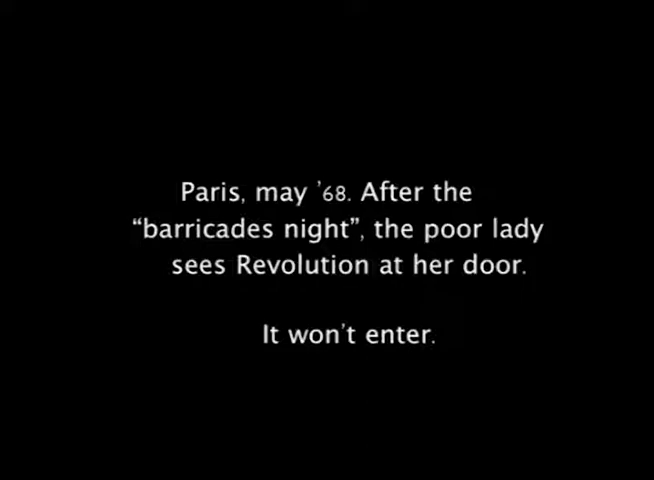 Paris, may ’68. After the
“barricades night”, the poor lady
sees Revolution at her door.
It won’t enter.